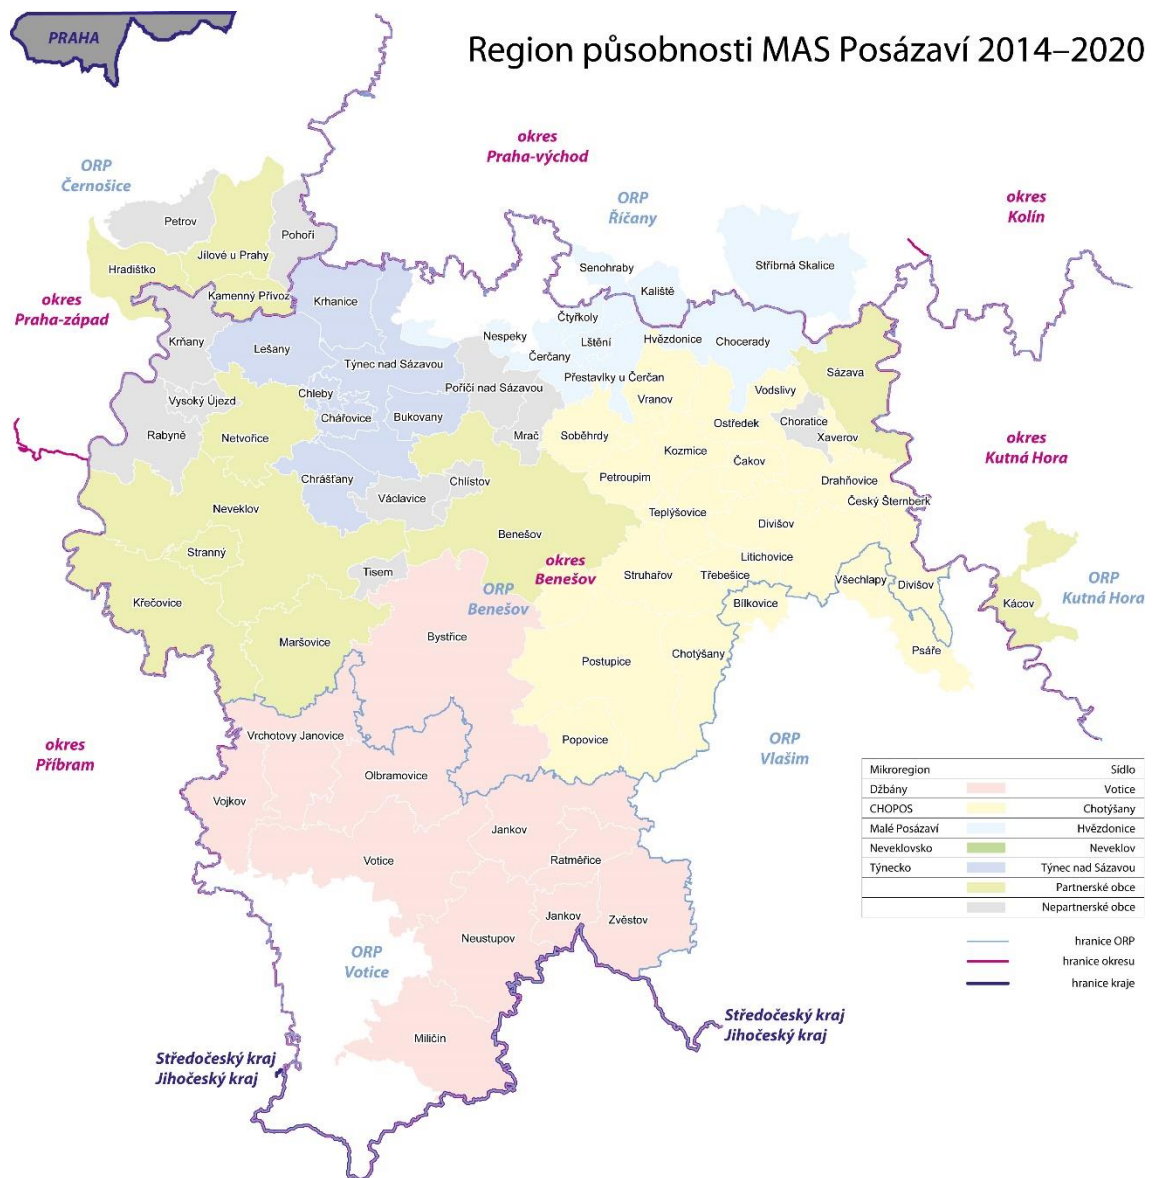 PRAHA
Region působnosti MAS Posázaví 2014–2020
okres
Praha-východ
ORP
Černošice
ORP
Říčany
okres
Kolín
Petrov
Pohoří
Jílové u Prahy
Hradištko
Senohraby
Stříbrná Skalice
Kaliště
Kamenný Přívoz
Krhanice
okres
Praha-západ
Čtyřkoly
Krňany
Nespeky
Lštění
Hvězdonice
Chocerady
Lešany
Čerčany
Týnec nad Sázavou
Sázava
Přestavlky u Čerčan
Pořičí nad Sázavou
Vysoký Újezd
Chleby
Vranov
Vodslivy
Chářovice
Bukovany
Ostředek
Choratice
Rabyně
Netvořice
Mrač
Soběhrdy
Xaverov
Kozmice
Čakov
okres
Kutná Hora
Chrášťany
Chlístov
Petroupim
Drahňovice
Václavice
Český Šternberk
Neveklov
Teplýšovice
Divišov
Benešov
Stranný
Litichovice
okres
Benešov
Tisem
Struhařov
Třebešice
Všechlapy
Divišov
ORP
Kutná Hora
ORP
Benešov
Křečovice
Bílkovice
Kácov
Maršovice
Bystřice
Chotýšany
Psáře
Postupice
Vrchotovy Janovice
Popovice
okres
Příbram
ORP
Vlašim
Olbramovice
Vojkov
Jankov
Votice
Ratměřice
Jankov
Zvěstov
Neustupov
ORP
Votice
Miličín
Středočeský kraj
Jihočeský kraj
Středočeský kraj
Jihočeský kraj
Mikroregion Sídlo
Džbány Votice
CHOPOS Chotýšany
Malé Posázaví Hvězdonice
Neveklovsko Neveklov
Týnecko Týnec nad Sázavou
Partnerské obce
Nepartnerské obce
hranice ORP
hranice okresu
hranice kraje